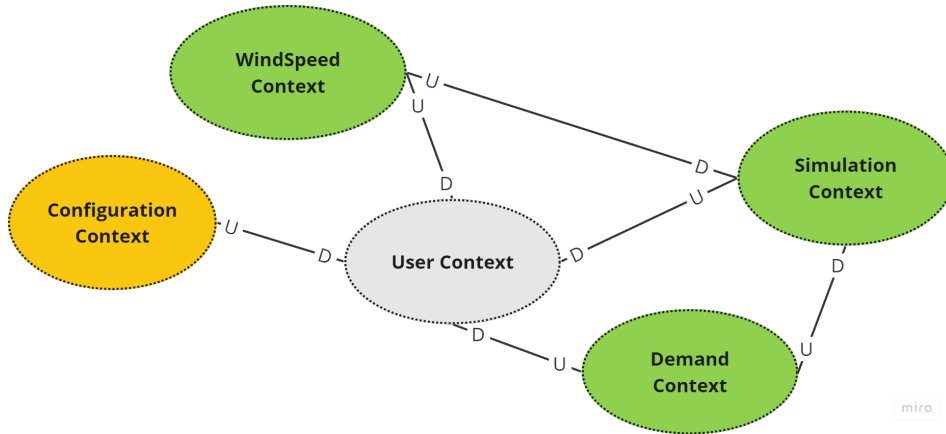 WindSpeed
Context
U
U
D
D
Simulation
Context
Configuration
Context
U
U
D
D
D
User Context
D
D
U
U
Demand
Context
miro